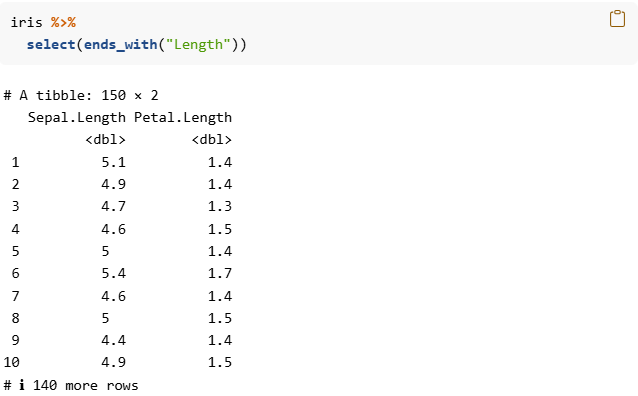 iris %>%
  select(ends_with("Length"))
# A tibble: 150 × 2
   Sepal.Length Petal.Length
          <dbl>        <dbl>
 1          5.1          1.4
 2          4.9          1.4
 3          4.7          1.3
 4          4.6          1.5
 5          5            1.4
 6          5.4          1.7
 7          4.6          1.4
 8          5            1.5
 9          4.4          1.4
10          4.9          1.5
# ℹ 140 more rows